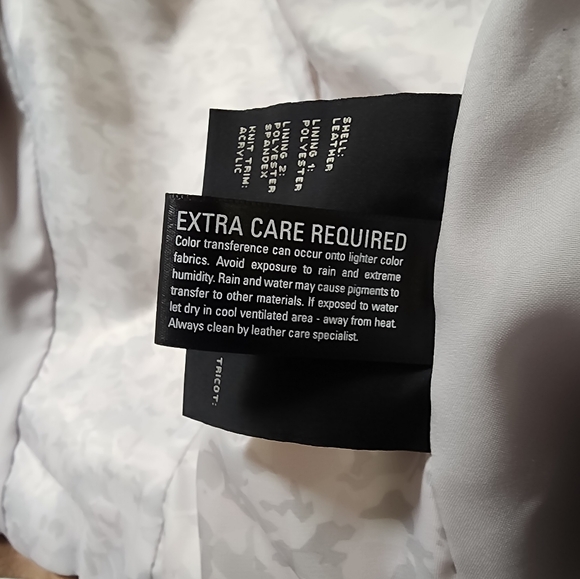 SHELL:
LEATHER
LINING 1:
POLYESTER
LINING 2:
POLYESTER
SPANDEX
KNIT TRIM:
ACRYLIC
EXTRA CARE REQUIRED
Color transference can occur onto lighter color
fabrics. Avoid exposure to rain and extreme
humidity. Rain and water may cause pigments to
transfer to other materials. If exposed to water
let dry in cool ventilated area - away from heat.
Always clean by leather care specialist.
TRICOT: